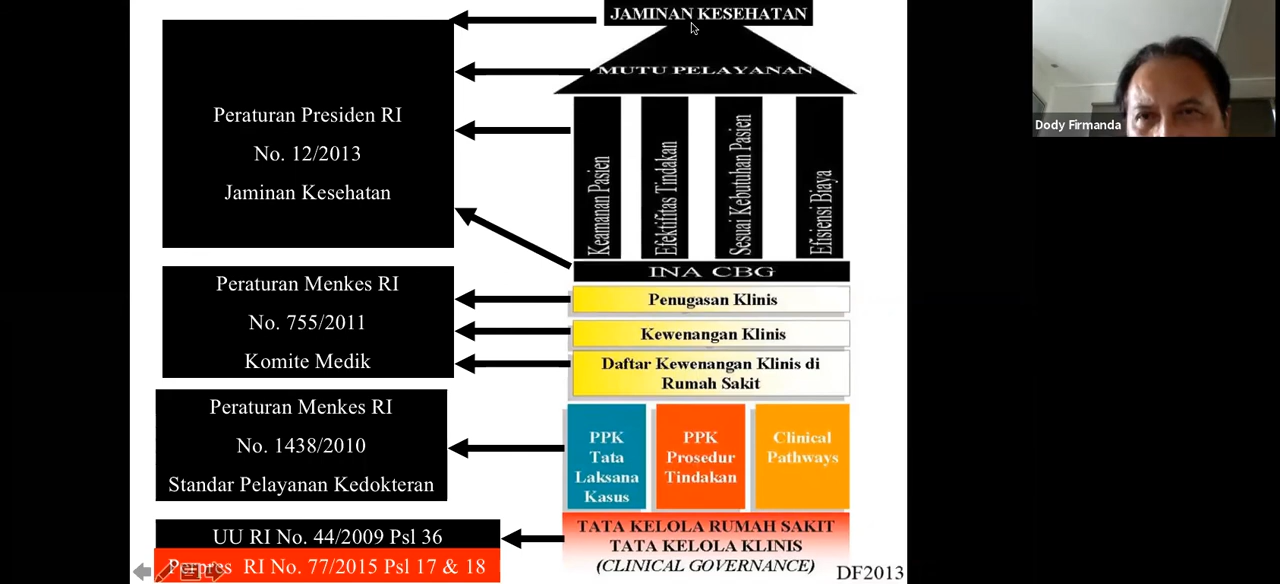 JAMINAN KESEHATAN
MUTU PELAYANAN
Keamanan Pasien
Efektifitas Tindakan
Sesuai Kebutuhan Pasien
Efisiensi Biaya
INA CBG
Penugasan Klinis
Kewenangan Klinis
Daftar Kewenangan Klinis di
Rumah Sakit
PPK
Tata
Laksana
Kasus
PPK
Prosedur
Tindakan
Clinical
Pathways
TATA KELOLA RUMAH SAKIT
TATA KELOLA KLINIS
(CLINICAL GOVERNANCE)
DF2013
Peraturan Presiden RI
No. 12/2013
Jaminan Kesehatan
Peraturan Menkes RI
No. 755/2011
Komite Medik
Peraturan Menkes RI
No. 1438/2010
Standar Pelayanan Kedokteran
UU RI No. 44/2009 Psl 36
Perpres RI No. 77/2015 Psl 17 & 18
Dody Firmanda